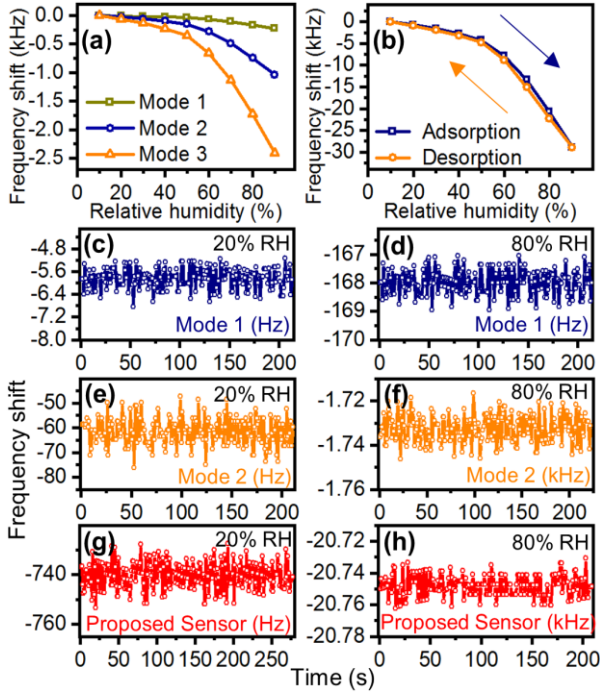 (a)
Frequency shift (kHz)
0.0
-0.5
-1.0
-1.5
-2.0
-2.5
Mode 1
Mode 2
Mode 3
0 20 40 60 80 100
Relative humidity (%)
(b)
Frequency shift (kHz)
0
-5
-10
-15
-20
-25
-30
Adsorption
Desorption
0 20 40 60 80 100
Relative humidity (%)
(c)
20% RH
-4.8
-5.6
-6.4
-7.2
-8.0
Mode 1 (Hz)
0 50 100 150 200
(d)
80% RH
-167
-168
-169
-170
Mode 1 (Hz)
0 50 100 150 200
Frequency shift
(e)
20% RH
-50
-60
-70
-80
Mode 2 (Hz)
0 50 100 150 200
(f)
80% RH
-1.72
-1.74
-1.76
Mode 2 (kHz)
0 50 100 150 200
(g)
20% RH
-740
-760
Proposed Sensor (Hz)
0 50 100 150 200 250
(h)
80% RH
-20.72
-20.74
-20.76
-20.78
Proposed Sensor (kHz)
0 50 100 150 200
Time (s)